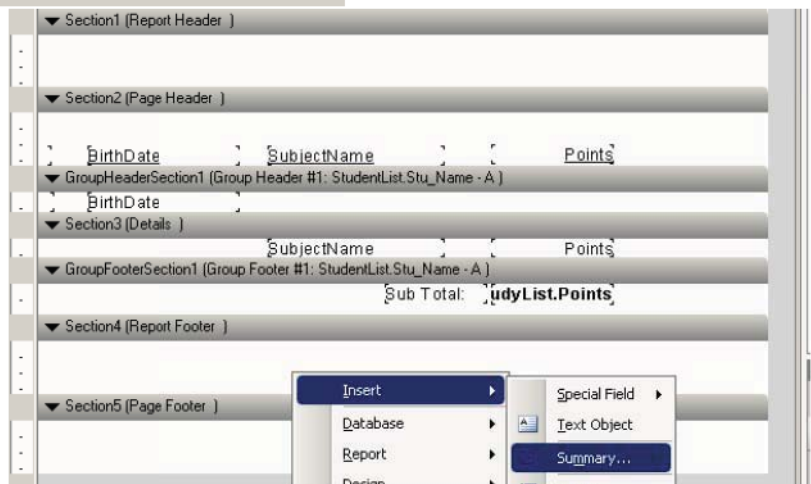 Section1 (Report Header )
Section2 (Page Header )
BirthDate SubjectName Points
GroupHeaderSection1 (Group Header #1: StudentList.Stu_Name - A )
BirthDate
Section3 (Details )
SubjectName Points
GroupFooterSection1 (Group Footer #1: StudentList.Stu_Name - A )
Sub Total: udyList.Points
Section4 (Report Footer )
Insert Special Field
Section5 (Page Footer )
Database Text Object
Report Summary...
Design